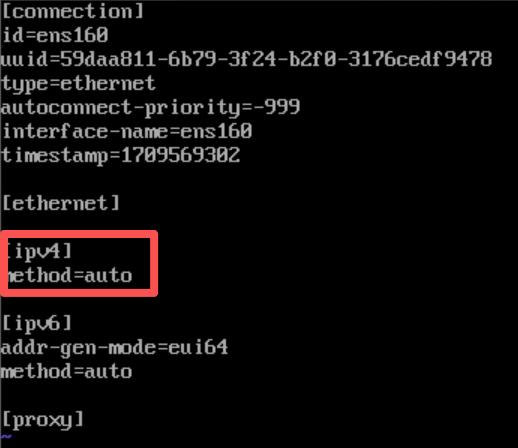 [connection]
id=ens160
uuid=59daa811-6b79-3f24-b2f0-3176cedf9478
type=ethernet
autoconnect-priority=-999
interface-name=ens160
timestamp=1709569302
[ethernet]
[ipv4]
method=auto
[ipv6]
addr-gen-mode=eui64
method=auto
[proxy]
~